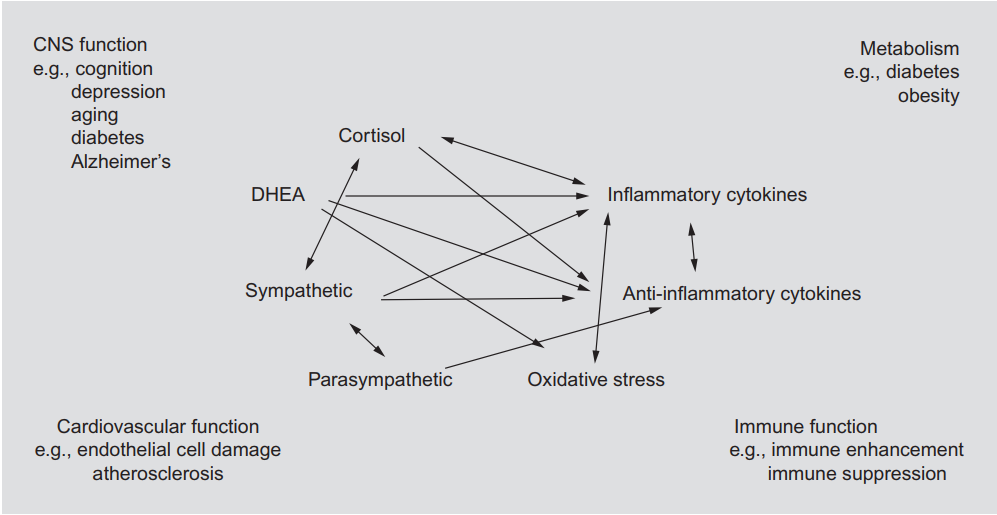 CNS function
e.g., cognition
depression
aging
diabetes
Alzheimer's
Metabolism
e.g., diabetes
obesity
Cortisol
DHEA
Inflammatory cytokines
Sympathetic
Anti-inflammatory cytokines
Parasympathetic
Oxidative stress
Cardiovascular function
e.g., endothelial cell damage
atherosclerosis
Immune function
e.g., immune enhancement
immune suppression